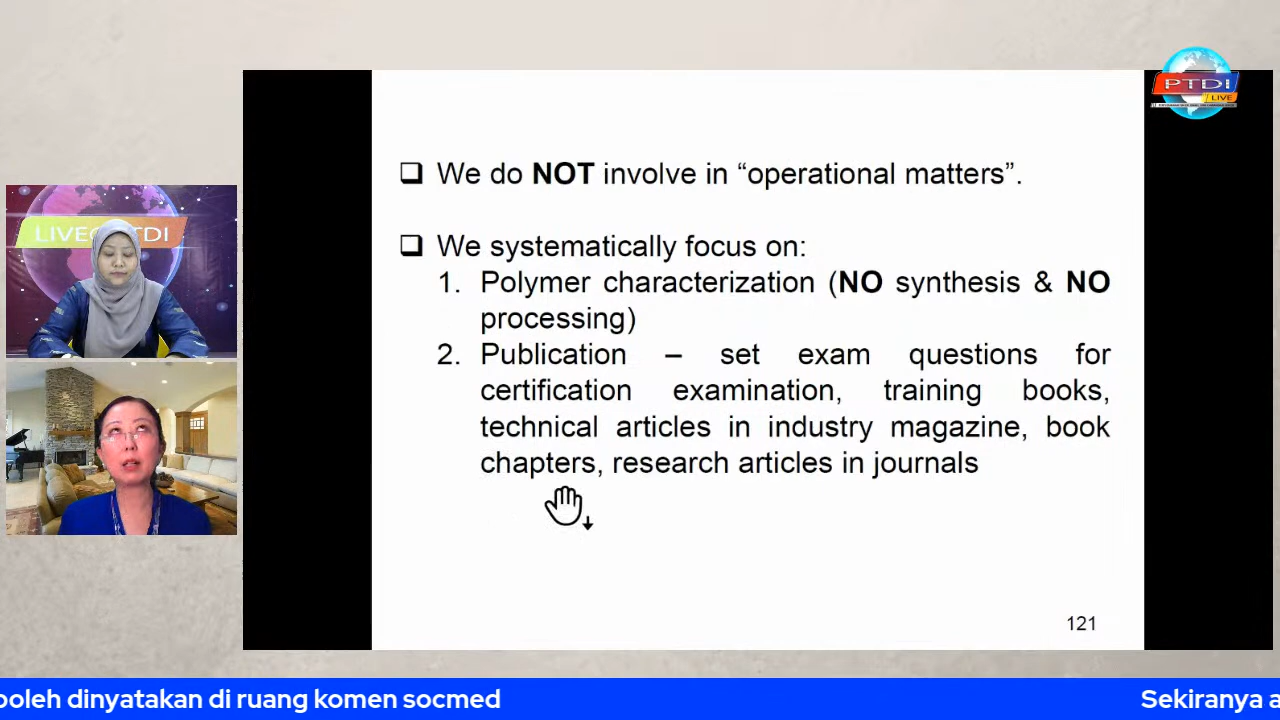 PTDI
LIVE
❑ We do NOT involve in “operational matters”.
❑ We systematically focus on:
1. Polymer characterization (NO synthesis & NO
processing)
2. Publication – set exam questions for
certification examination, training books,
technical articles in industry magazine, book
chapters, research articles in journals
121
boleh dinyatakan di ruang komen socmed
Sekiranya a